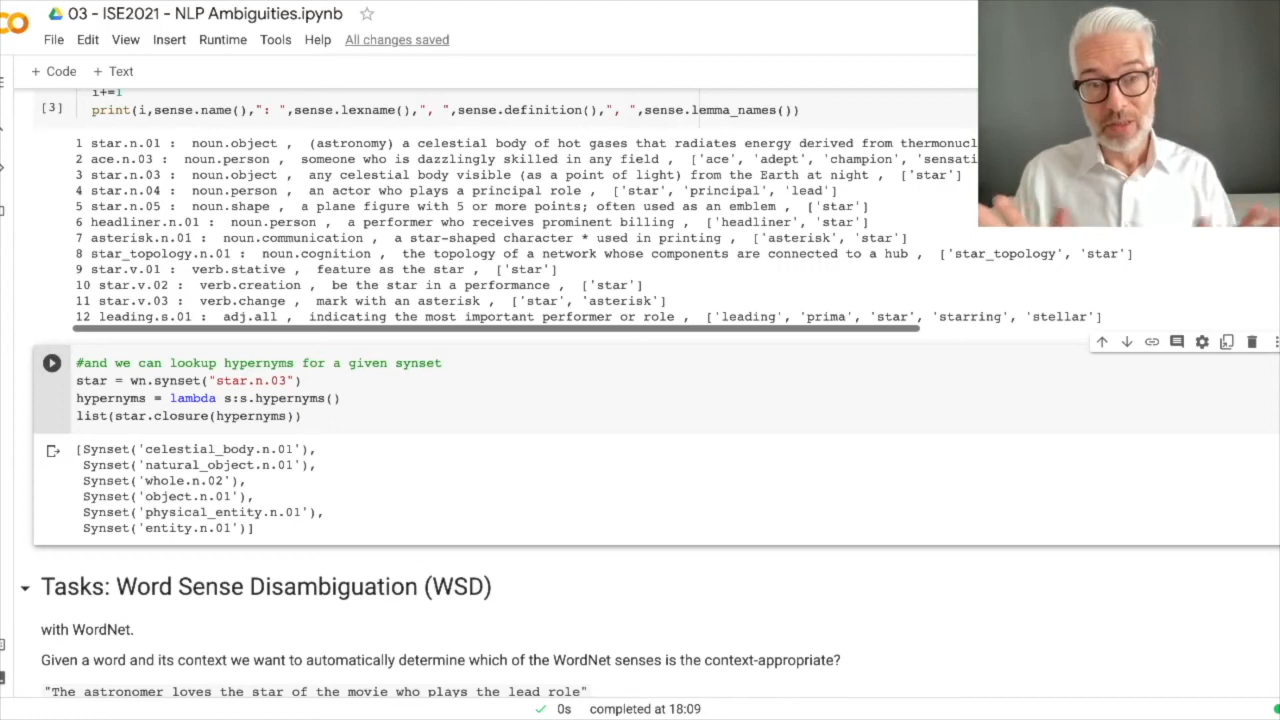 03 - ISE2021 - NLP Ambiguities.ipynb
File Edit View Insert Runtime Tools Help All changes saved
+ Code + Text
i+=1
[3] print(i,sense.name(),": ",sense.lexname(),", ",sense.definition(),", ",sense.lemma_names())
1 star.n.01 : noun.object , (astronomy) a celestial body of hot gases that radiates energy derived from thermonucl
2 ace.n.03 : noun.person , someone who is dazzlingly skilled in any field , ['ace', 'adept', 'champion', 'sensati
3 star.n.03 : noun.object , any celestial body visible (as a point of light) from the Earth at night , ['star']
4 star.n.04 : noun.person , an actor who plays a principal role , ['star', 'principal', 'lead']
5 star.n.05 : noun.shape , a plane figure with 5 or more points; often used as an emblem , ['star']
6 headliner.n.01 : noun.person , a performer who receives prominent billing , ['headliner', 'star']
7 asterisk.n.01 : noun.communication , a star-shaped character * used in printing , ['asterisk', 'star']
8 star_topology.n.01 : noun.cognition , the topology of a network whose components are connected to a hub , ['star_topology', 'star']
9 star.v.01 : verb.stative , feature as the star , ['star']
10 star.v.02 : verb.creation , be the star in a performance , ['star']
11 star.v.03 : verb.change , mark with an asterisk , ['star', 'asterisk']
12 leading.s.01 : adj.all , indicating the most important performer or role , ['leading', 'prima', 'star', 'starring', 'stellar']
#and we can lookup hypernyms for a given synset
star = wn.synset("star.n.03")
hypernyms = lambda s:s.hypernyms()
list(star.closure(hypernyms))
[Synset('celestial_body.n.01'),
Synset('natural_object.n.01'),
Synset('whole.n.02'),
Synset('object.n.01'),
Synset('physical_entity.n.01'),
Synset('entity.n.01')]
Tasks: Word Sense Disambiguation (WSD)
with WordNet.
Given a word and its context we want to automatically determine which of the WordNet senses is the context-appropriate?
"The astronomer loves the star of the movie who plays the lead role"
0s completed at 18:09